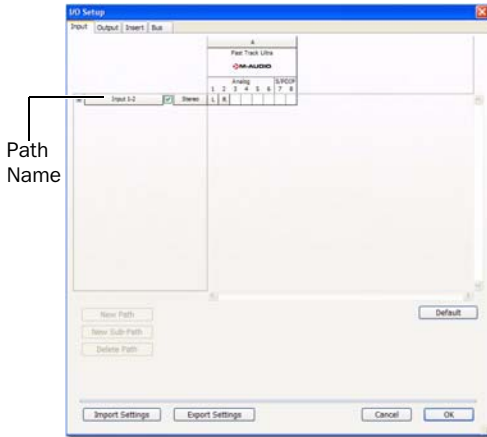 I/O Setup
Input Output Insert Bus
A
Fast Track Ultra
M-AUDIO
Analog S/PDIF
1 2 3 4 5 6 7 8
Input 1-2 Stereo L R
Path
Name
New Path
New Sub-Path
Delete Path
Default
Import Settings Export Settings Cancel OK